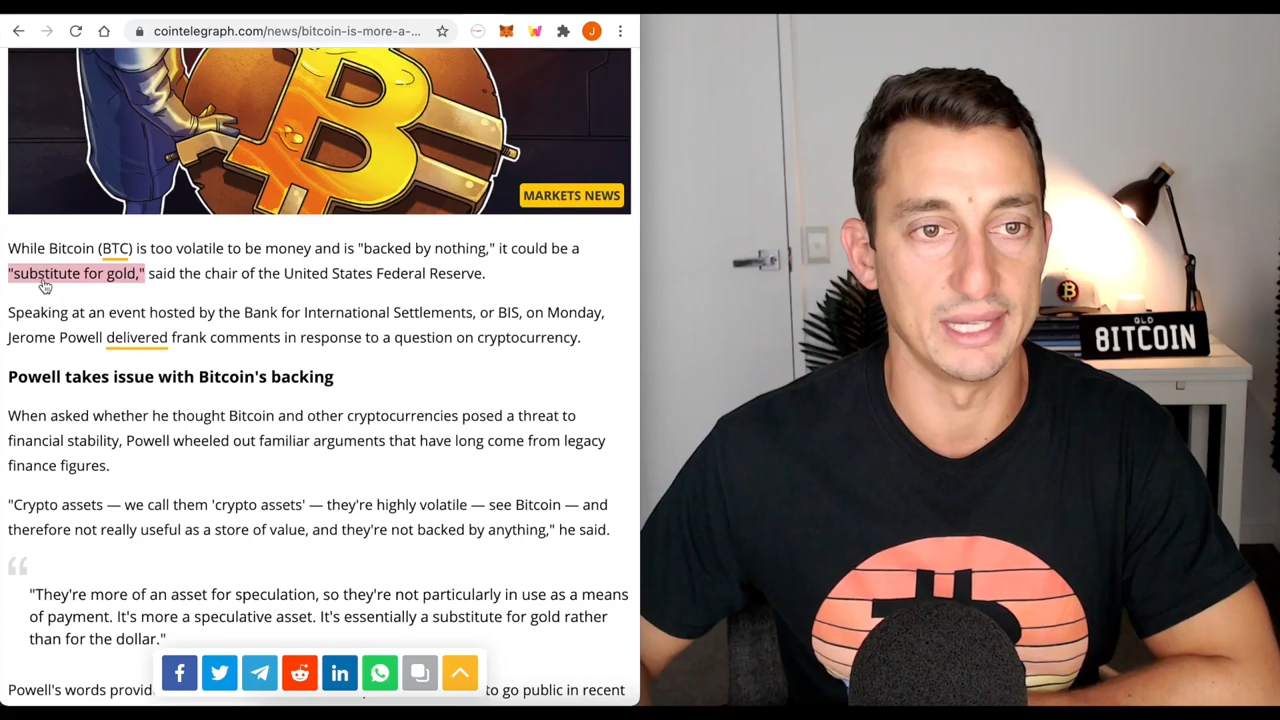 cointelegraph.com/news/bitcoin-is-more-a-...
J
MARKETS NEWS
While Bitcoin (BTC) is too volatile to be money and is "backed by nothing," it could be a
"substitute for gold," said the chair of the United States Federal Reserve.
Speaking at an event hosted by the Bank for International Settlements, or BIS, on Monday,
Jerome Powell delivered frank comments in response to a question on cryptocurrency.
Powell takes issue with Bitcoin's backing
When asked whether he thought Bitcoin and other cryptocurrencies posed a threat to
financial stability, Powell wheeled out familiar arguments that have long come from legacy
finance figures.
"Crypto assets — we call them 'crypto assets' — they're highly volatile — see Bitcoin — and
therefore not really useful as a store of value, and they're not backed by anything," he said.
"They're more of an asset for speculation, so they're not particularly in use as a means
of payment. It's more a speculative asset. It's essentially a substitute for gold rather
than for the dollar."
Powell's words to go public in recent
QLD
8ITCOIN